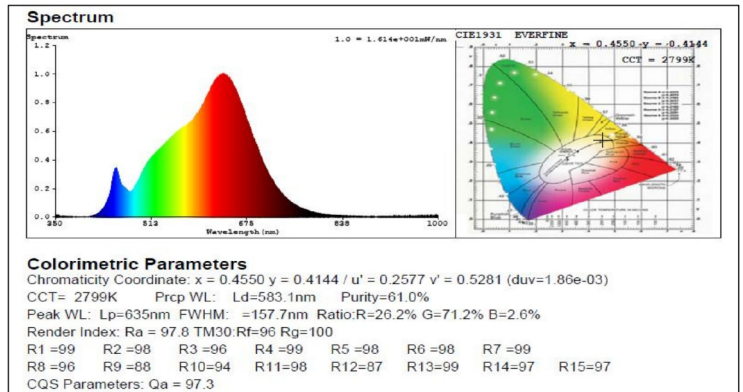 Spectrum
Spectrum
1.0 = 1.614e+001mW/nm
1.2
1.0
0.8
0.6
0.4
0.2
0.0
350 513 675 838 1000
Wavelength(nm)
CIE1931 EVERFINE
x = 0.4550 y = 0.4144
CCT = 2799K
Colorimetric Parameters
Chromaticity Coordinate: x = 0.4550 y = 0.4144 / u' = 0.2577 v' = 0.5281 (duv=1.86e-03)
CCT= 2799K Prcp WL: Ld=583.1nm Purity=61.0%
Peak WL: Lp=635nm FWHM: =157.7nm Ratio:R=26.2% G=71.2% B=2.6%
Render Index: Ra = 97.8 TM30:Rf=96 Rg=100
R1 =99 R2 =98 R3 =96 R4 =99 R5 =98 R6 =98 R7 =99
R8 =96 R9 =88 R10=94 R11=98 R12=87 R13=99 R14=97 R15=97
CQS Parameters: Qa = 97.3